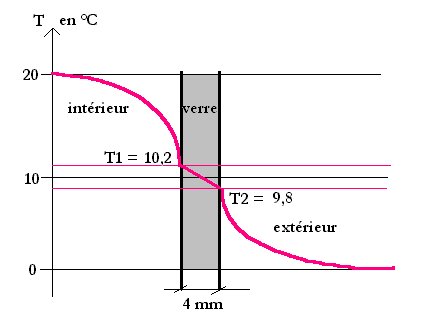 T en °C
20
intérieur
verre
T1 = 10,2
10
T2 = 9,8
extérieur
0
4 mm